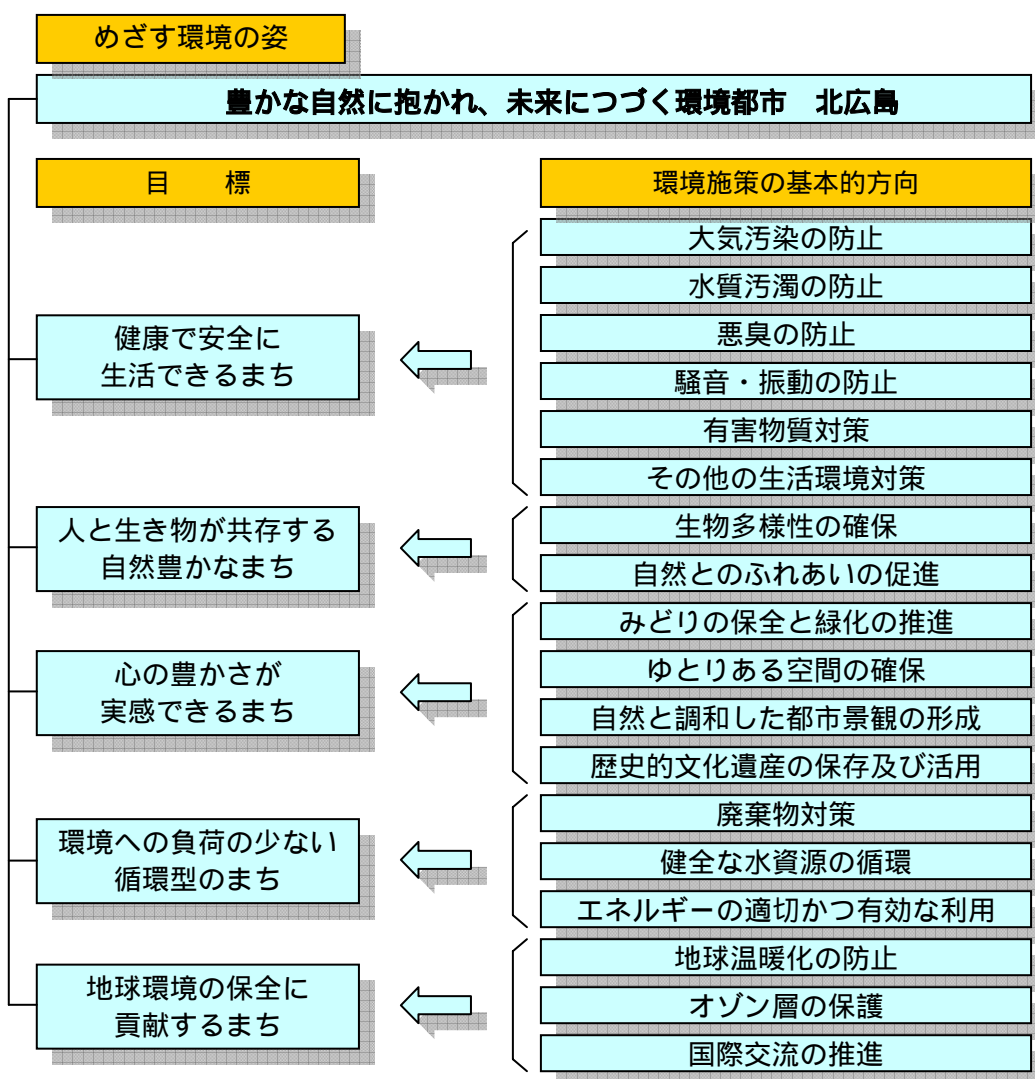 めざす環境の姿
豊かな自然に抱かれ、未来につづく環境都市　北広島
目　　標
環境施策の基本的方向
健康で安全に
生活できるまち
大気汚染の防止
水質汚濁の防止
悪臭の防止
騒音・振動の防止
有害物質対策
その他の生活環境対策
人と生き物が共存する
自然豊かなまち
生物多様性の確保
自然とのふれあいの促進
心の豊かさが
実感できるまち
みどりの保全と緑化の推進
ゆとりある空間の確保
自然と調和した都市景観の形成
歴史的文化遺産の保存及び活用
環境への負荷の少ない
循環型のまち
廃棄物対策
健全な水資源の循環
エネルギーの適切かつ有効な利用
地球環境の保全に
貢献するまち
地球温暖化の防止
オゾン層の保護
国際交流の推進